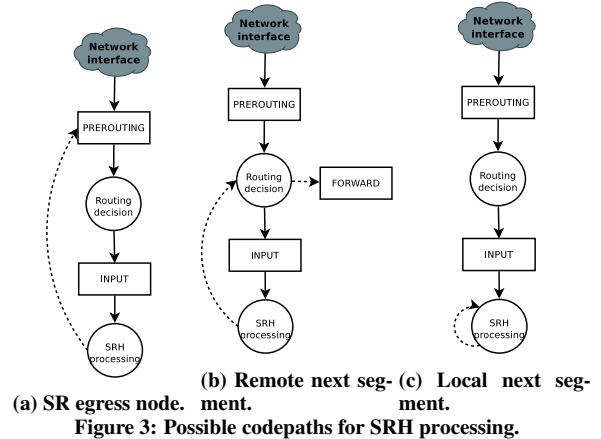 Network
interface
PREROUTING
Routing
decision
INPUT
SRH
processing
(a) SR egress node.
Network
interface
PREROUTING
Routing
decision
FORWARD
INPUT
SRH
processing
(b) Remote next seg-
ment.
Network
interface
PREROUTING
Routing
decision
INPUT
SRH
processing
(c) Local next seg-
ment.
Figure 3: Possible codepaths for SRH processing.